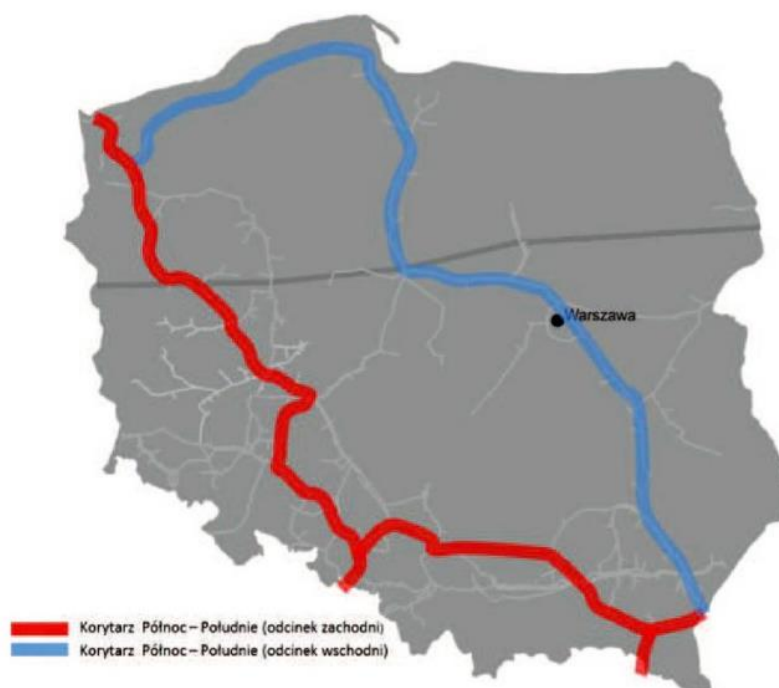 Warszawa
Korytarz Północ – Południe (odcinek zachodni)
Korytarz Północ – Południe (odcinek wschodni)